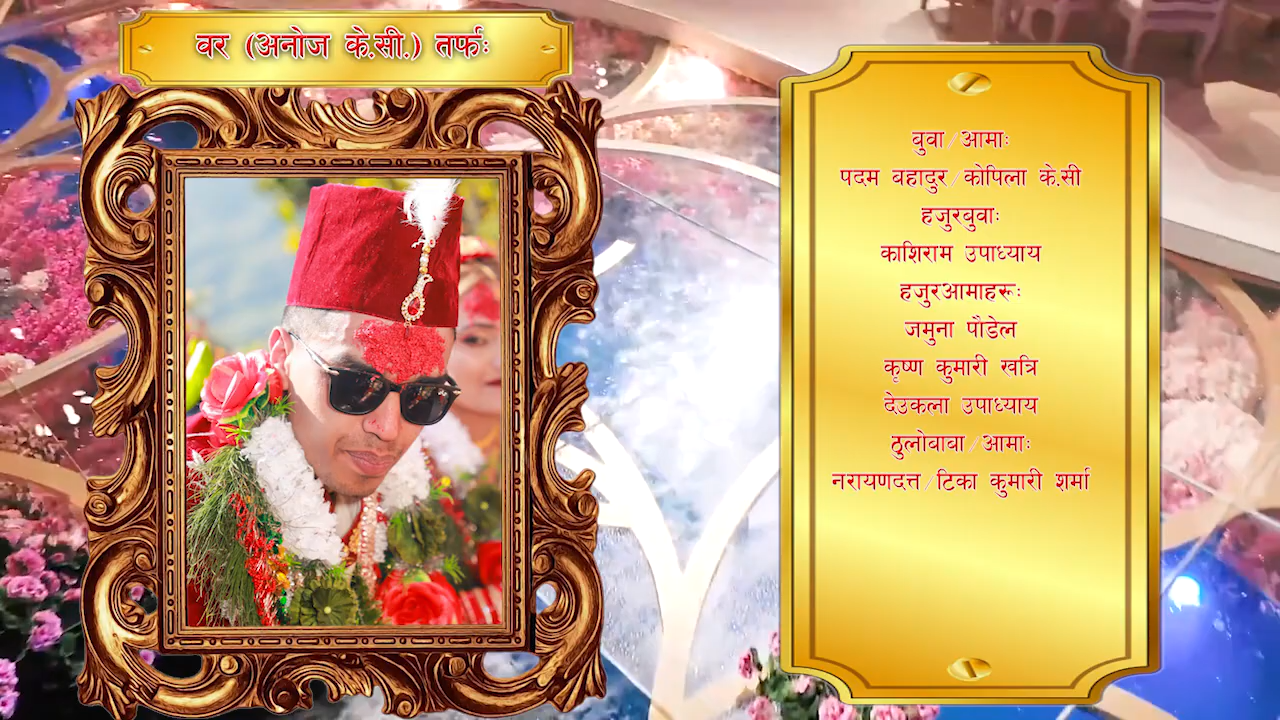 वर (अनोज के.सी.) तर्फः
बुवा/आमाः
पदम बहादुर/कोपिला के.सी
हजुरबुवाः
काशिराम उपाध्याय
हजुरआमाहरूः
जमुना पौडेल
कृष्ण कुमारी खत्रि
देउकला उपाध्याय
ठुलोबाबा/आमाः
नरायणदत्त/टिका कुमारी शर्मा